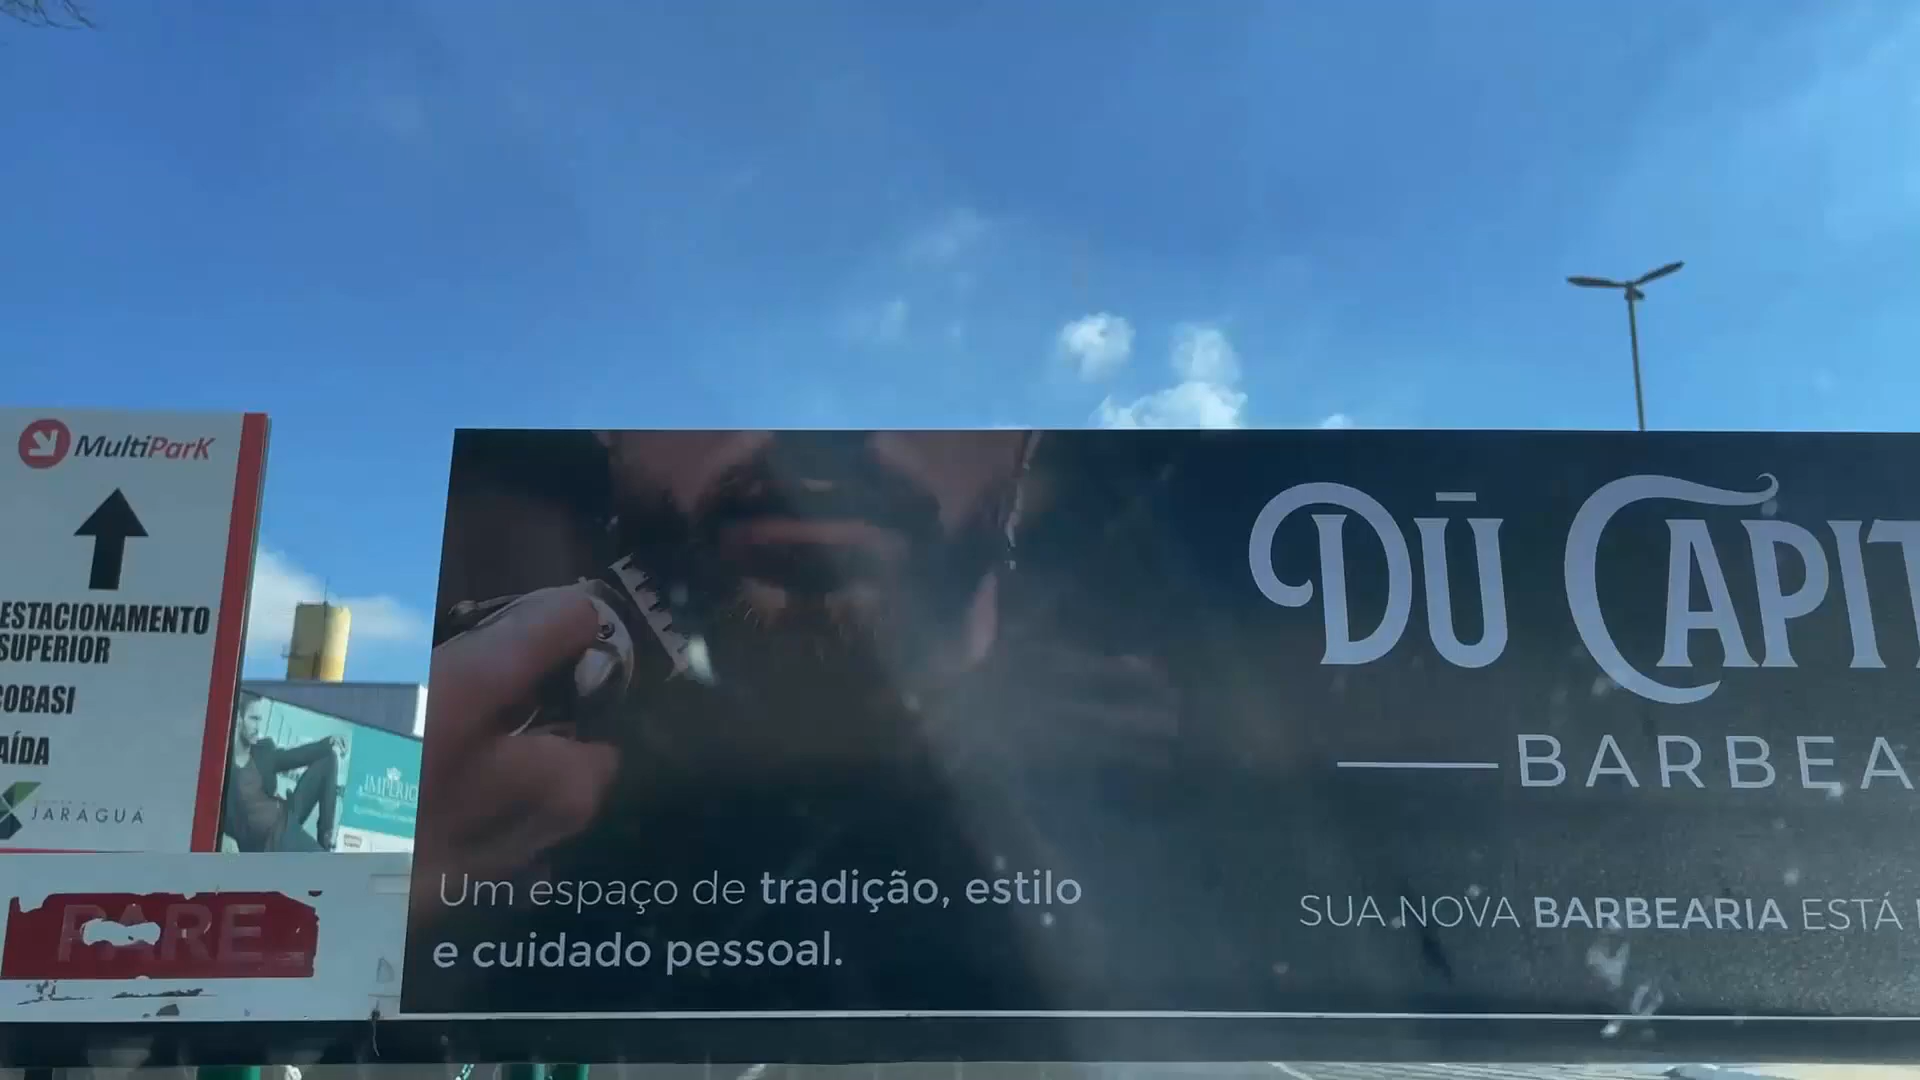 MultiPark
ESTACIONAMENTO
SUPERIOR
COBASI
AÍDA
JARAGUÁ
IMPÉRIO
PARE
DŪ CAPIT
BARBEA
Um espaço de tradição, estilo
e cuidado pessoal.
SUA NOVA BARBEARIA ESTÁ